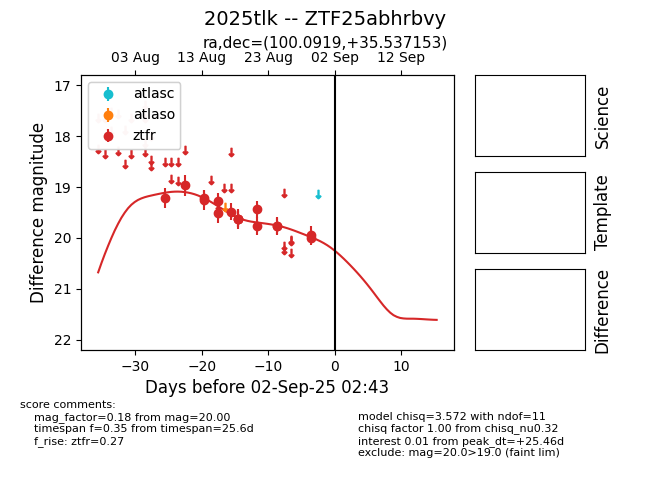 2025tlk -- ZTF25abhrbvy
ra,dec=(100.0919,+35.537153)
03 Aug 13 Aug 23 Aug 02 Sep 12 Sep
atlasc
atlaso
ztfr
17
18
19
20
21
22
Difference magnitude
−30 −20 −10 0 10
Days before 02-Sep-25 02:43
Science
Template
Difference
score comments:
mag_factor=0.18 from mag=20.00
timespan f=0.35 from timespan=25.6d
f_rise: ztfr=0.27
model chisq=3.572 with ndof=11
chisq factor 1.00 from chisq_nu0.32
interest 0.01 from peak_dt=+25.46d
exclude: mag=20.0>19.0 (faint lim)